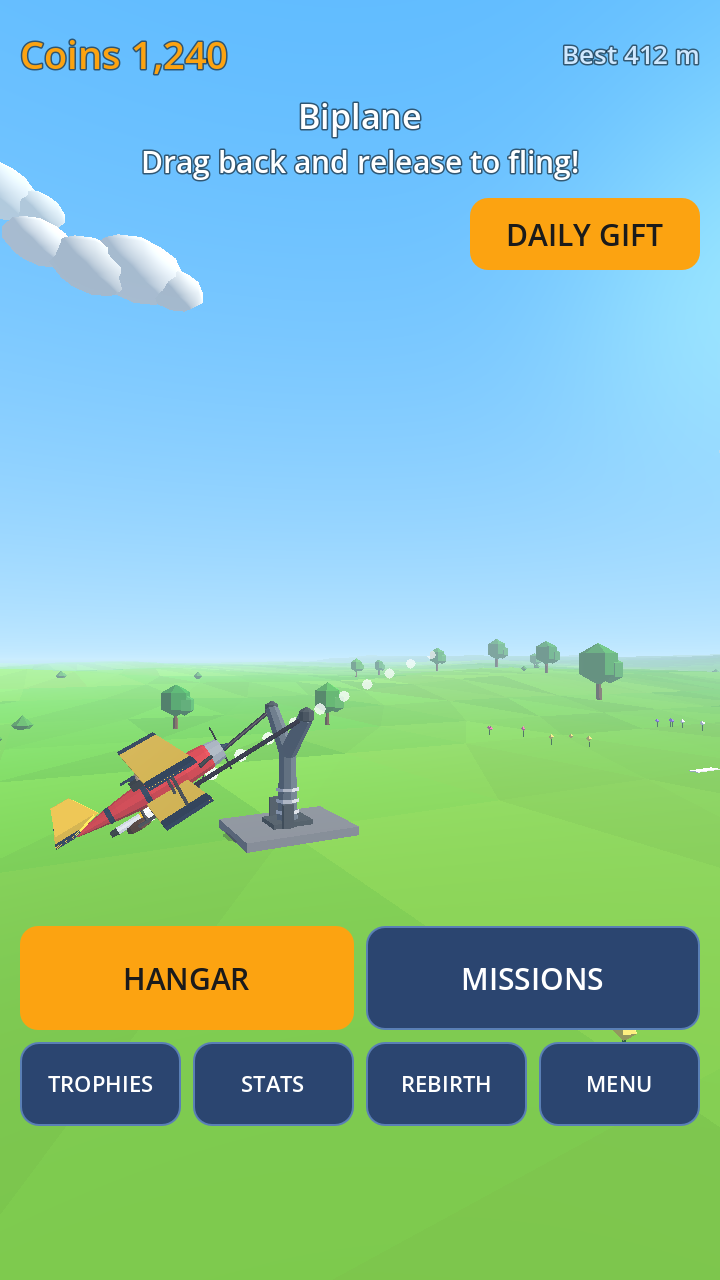 Coins 1,240
Best 412 m
Biplane
Drag back and release to fling!
DAILY GIFT
HANGAR
MISSIONS
TROPHIES
STATS
REBIRTH
MENU